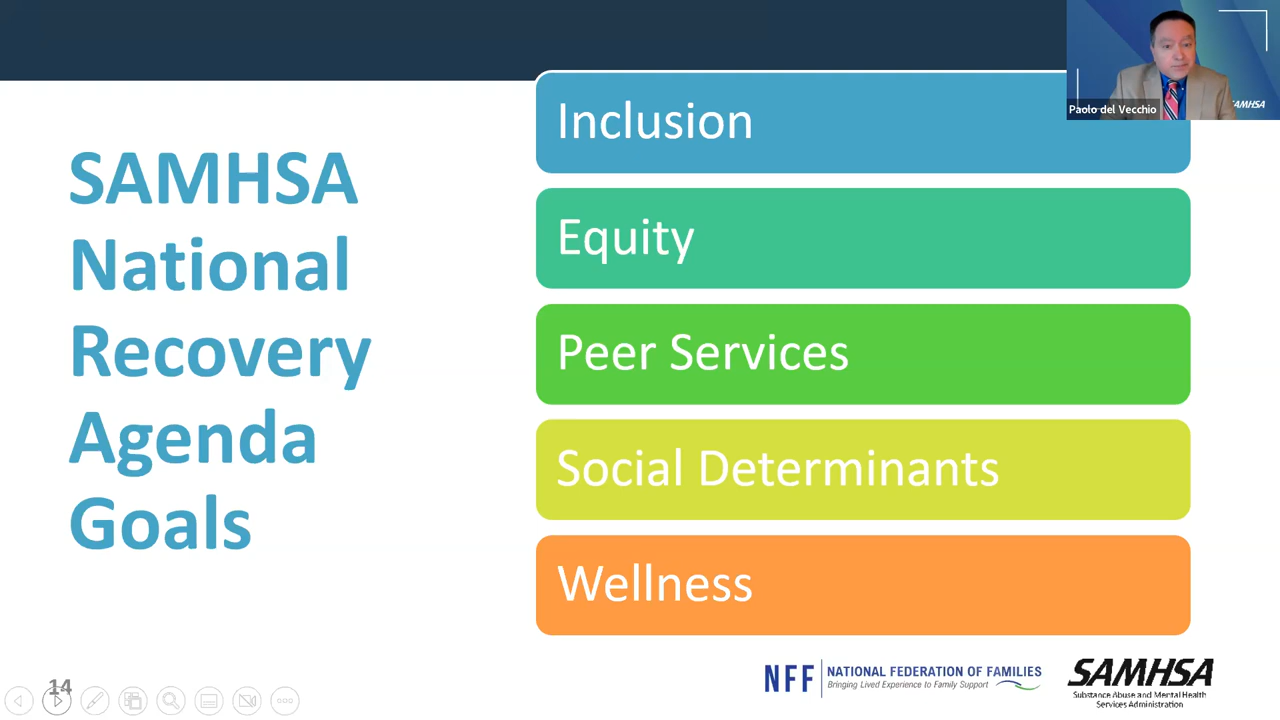 SAMHSA
National
Recovery
Agenda
Goals
Inclusion
Equity
Peer Services
Social Determinants
Wellness
Paolo del Vecchio
SAMHSA
14
NFF
NATIONAL FEDERATION OF FAMILIES
Bringing Lived Experience to Family Support
SAMHSA
Substance Abuse and Mental Health
Services Administration